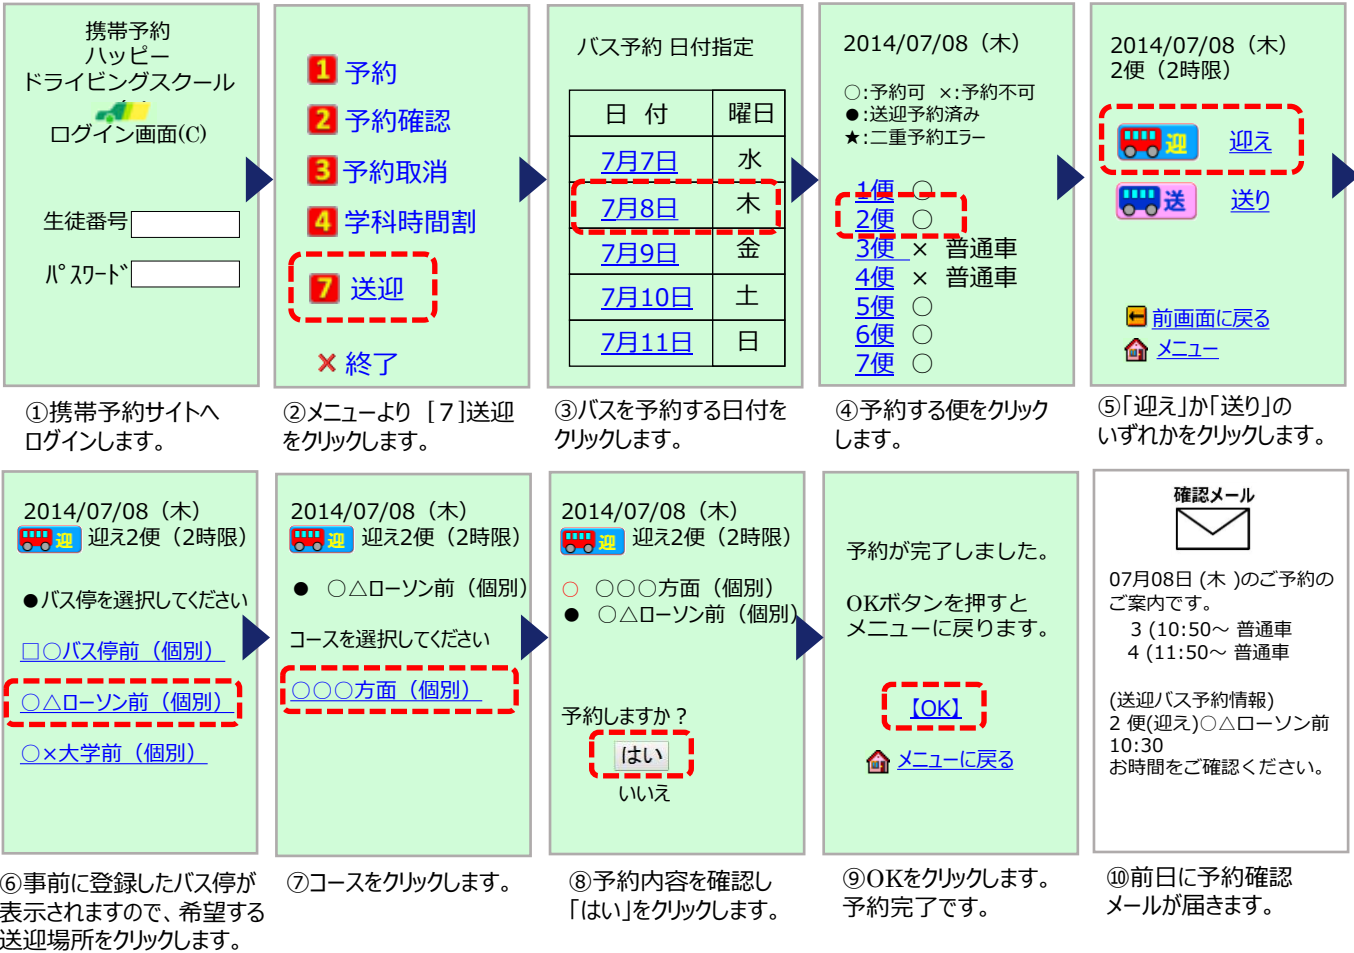 携帯予約
ハッピー
ドライビングスクール
ログイン画面(C)
生徒番号
パスワード
①携帯予約サイトへ
ログインします。
1 予約
2 予約確認
3 予約取消
4 学科時間割
7 送迎
×終了
②メニューより [７]送迎
をクリックします。
バス予約 日付指定
日 付 曜日
7月7日 水
7月8日 木
7月9日 金
7月10日 土
7月11日 日
③バスを予約する日付を
クリックします。
2014/07/08（木）
○:予約可 ×:予約不可
●:送迎予約済み
★:二重予約エラー
1便 ○
2便 ○
3便 × 普通車
4便 × 普通車
5便 ○
6便 ○
7便 ○
④予約する便をクリック
します。
2014/07/08（木）
2便（2時限）
迎 迎え
送 送り
前画面に戻る
メニュー
⑤「迎え」か「送り」の
いずれかをクリックします。
2014/07/08（木）
迎 迎え2便（2時限）
●バス停を選択してください
□○バス停前（個別）
○△ローソン前（個別）
○×大学前（個別）
⑥事前に登録したバス停が
表示されますので、希望する
送迎場所をクリックします。
2014/07/08（木）
迎 迎え2便（2時限）
● ○△ローソン前（個別）
コースを選択してください
○○○方面（個別）
⑦コースをクリックします。
2014/07/08（木）
迎 迎え2便（2時限）
○ ○○○方面（個別）
● ○△ローソン前（個別）
予約しますか？
はい
いいえ
⑧予約内容を確認し
「はい」をクリックします。
予約が完了しました。
OKボタンを押すと
メニューに戻ります。
【OK】
メニューに戻る
⑨OKをクリックします。
予約完了です。
確認メール
07月08日 (木 )のご予約の
ご案内です。
3 (10:50～ 普通車
4 (11:50～ 普通車
(送迎バス予約情報)
2 便(迎え)○△ローソン前
10:30
お時間をご確認ください。
⑩前日に予約確認
メールが届きます。